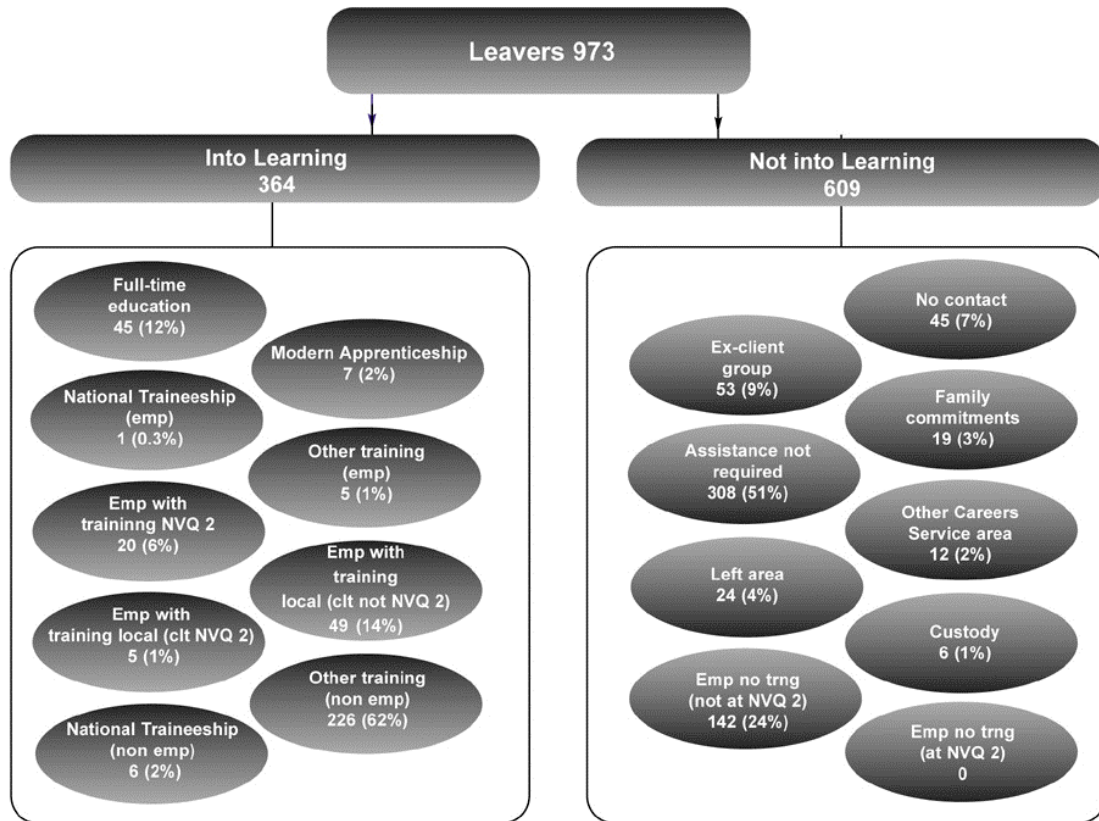 Leavers 973
Into Learning
364
Not into Learning
609
Full-time
education
45 (12%)
Modern Apprenticeship
7 (2%)
National Traineeship
(emp)
1 (0.3%)
Other training
(emp)
5 (1%)
Emp with
traininng NVQ 2
20 (6%)
Emp with
training
local (clt not NVQ 2)
49 (14%)
Emp with
training local (clt NVQ 2)
5 (1%)
Other training
(non emp)
226 (62%)
National Traineeship
(non emp)
6 (2%)
No contact
45 (7%)
Ex-client
group
53 (9%)
Family
commitments
19 (3%)
Assistance not
required
308 (51%)
Other Careers
Service area
12 (2%)
Left area
24 (4%)
Custody
6 (1%)
Emp no trng
(not at NVQ 2)
142 (24%)
Emp no trng
(at NVQ 2)
0